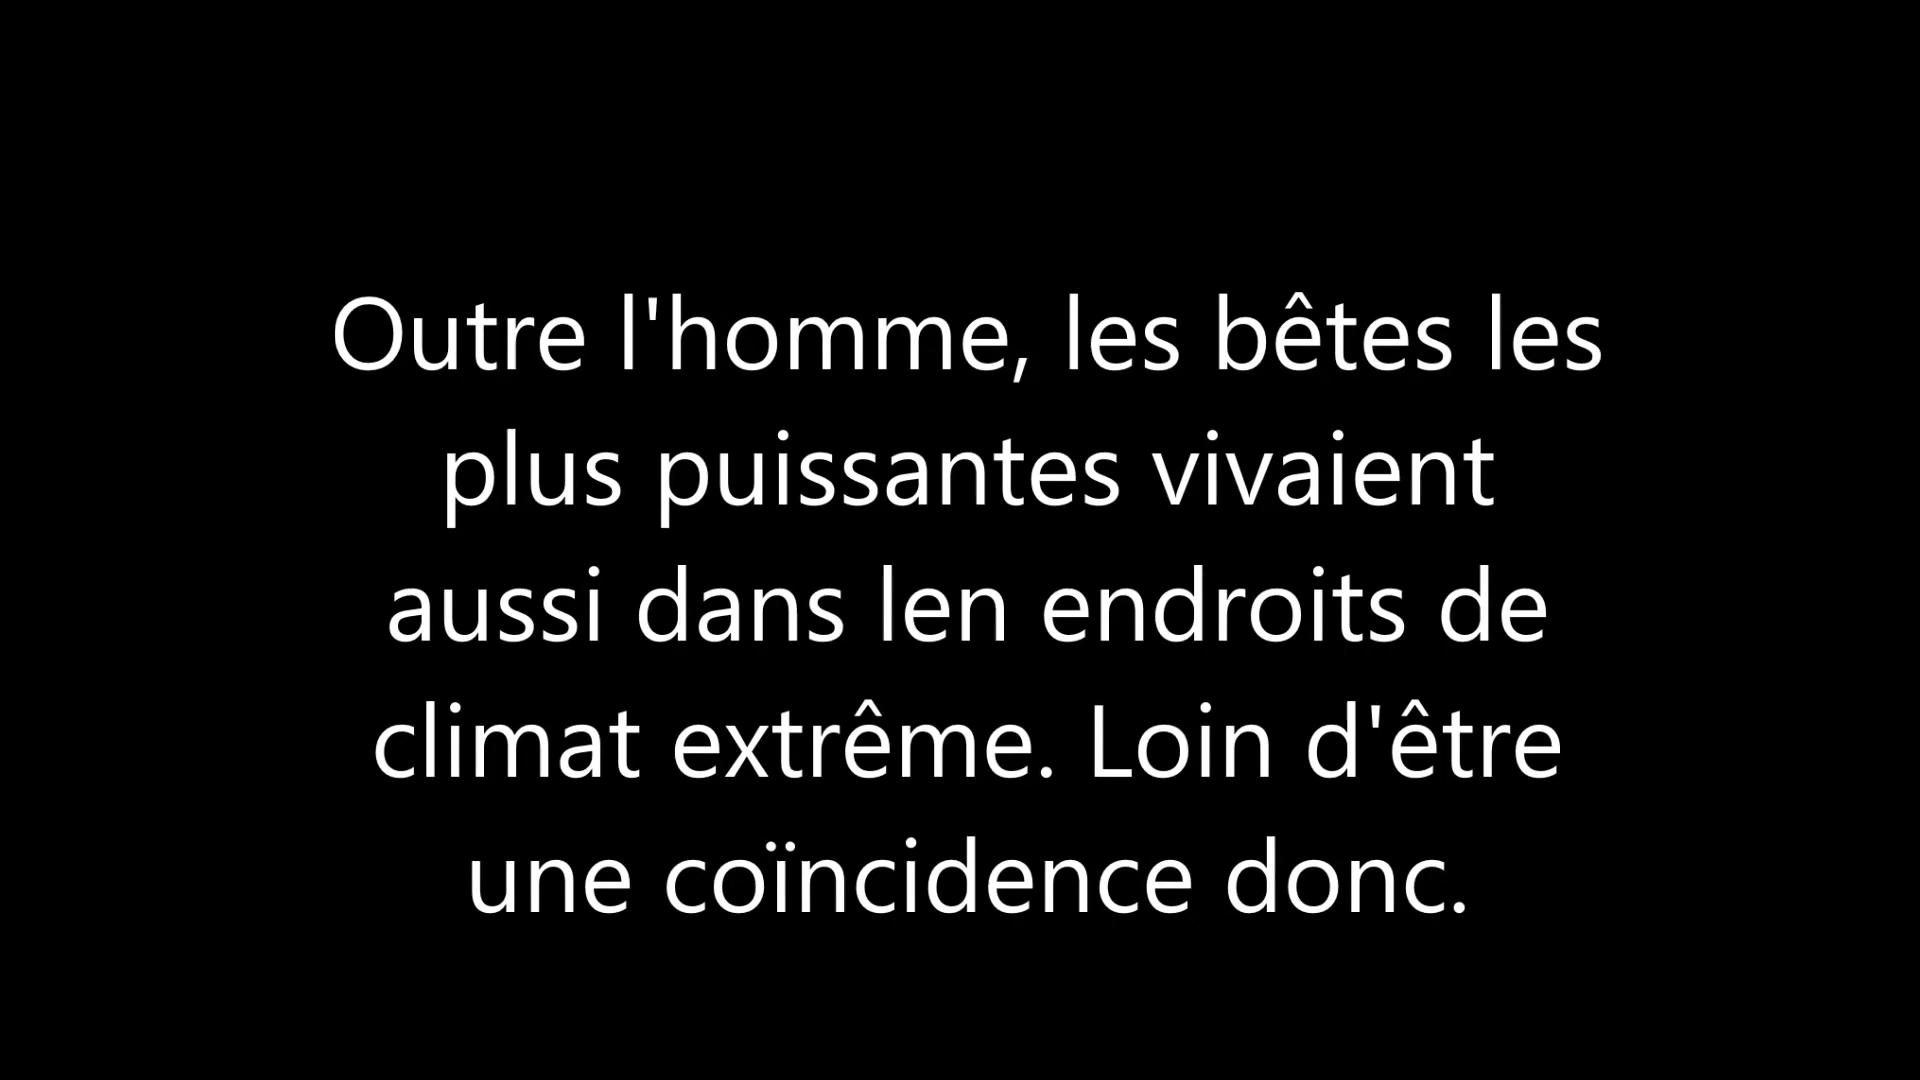 Outre l'homme, les bêtes les
plus puissantes vivaient
aussi dans len endroits de
climat extrême. Loin d'être
une coïncidence donc.